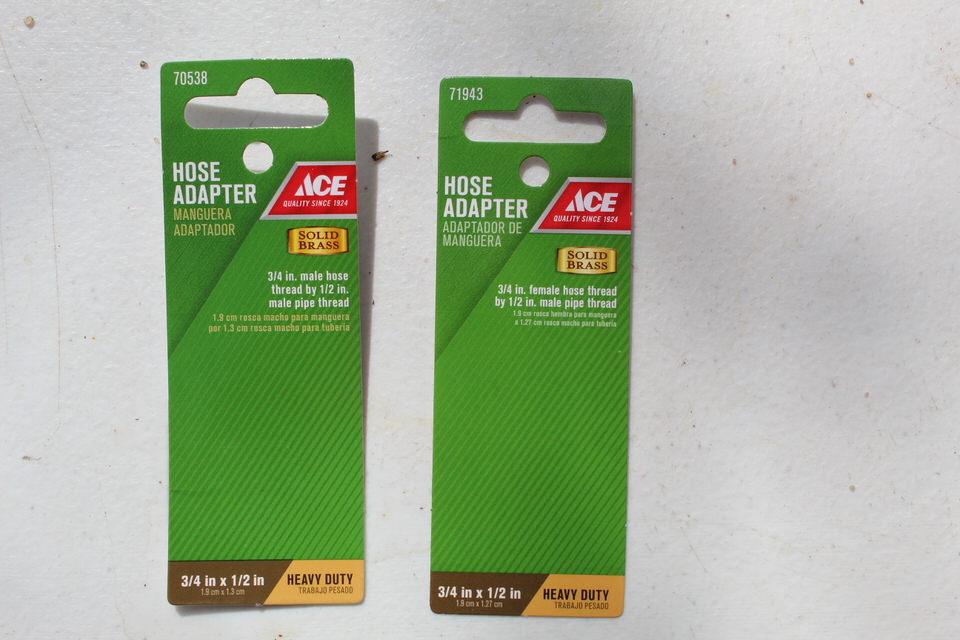 70538
HOSE
ADAPTER
MANGUERA
ADAPTADOR
ACE
QUALITY SINCE 1924
SOLID
BRASS
3/4 in. male hose
thread by 1/2 in.
male pipe thread
1.9 cm rosca macho para manguera
por 1.3 cm rosca macho para tubería
3/4 in x 1/2 in
1.9 cm x 1.3 cm
HEAVY DUTY
TRABAJO PESADO
71943
HOSE
ADAPTER
ADAPTADOR DE
MANGUERA
ACE
QUALITY SINCE 1924
SOLID
BRASS
3/4 in. female hose thread
by 1/2 in. male pipe thread
1.9 cm rosca hembra para manguera
x 1.27 cm rosca macho para tubería
3/4 in x 1/2 in
1.9 cm x 1.27 cm
HEAVY DUTY
TRABAJO PESADO